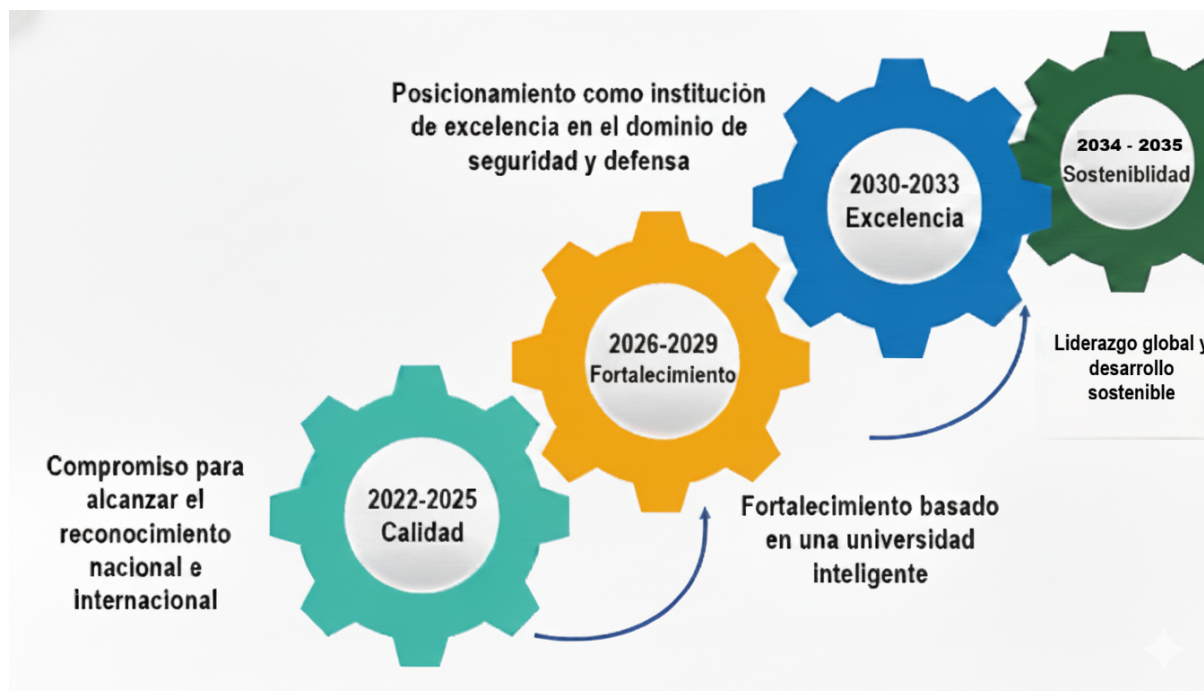 Posicionamiento como institución
de excelencia en el dominio de
seguridad y defensa
2034 - 2035
Sosteniblidad
2030-2033
Excelencia
2026-2029
Fortalecimiento
Liderazgo global y
desarrollo
sostenible
Compromiso para
alcanzar el
reconocimiento
nacional e
internacional
2022-2025
Calidad
Fortalecimiento basado
en una universidad
inteligente